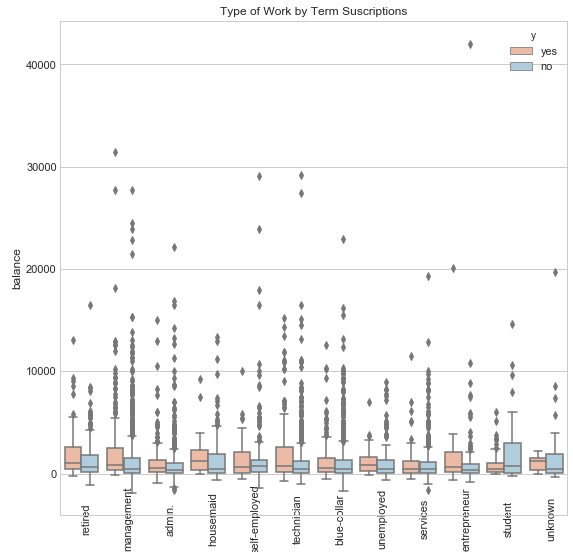 Type of Work by Term Suscriptions
y
yes
no
balance
40000
30000
20000
10000
0
retired
management
admin.
housemaid
self-employed
technician
blue-collar
unemployed
services
entrepreneur
student
unknown